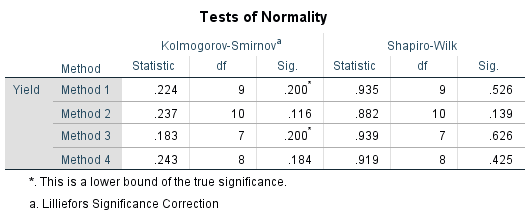 Tests of Normality
Kolmogorov-Smirnovᵃ Shapiro-Wilk
Method Statistic df Sig. Statistic df Sig.
Yield Method 1 .224 9 .200* .935 9 .526
Method 2 .237 10 .116 .882 10 .139
Method 3 .183 7 .200* .939 7 .626
Method 4 .243 8 .184 .919 8 .425
*. This is a lower bound of the true significance.
a. Lilliefors Significance Correction